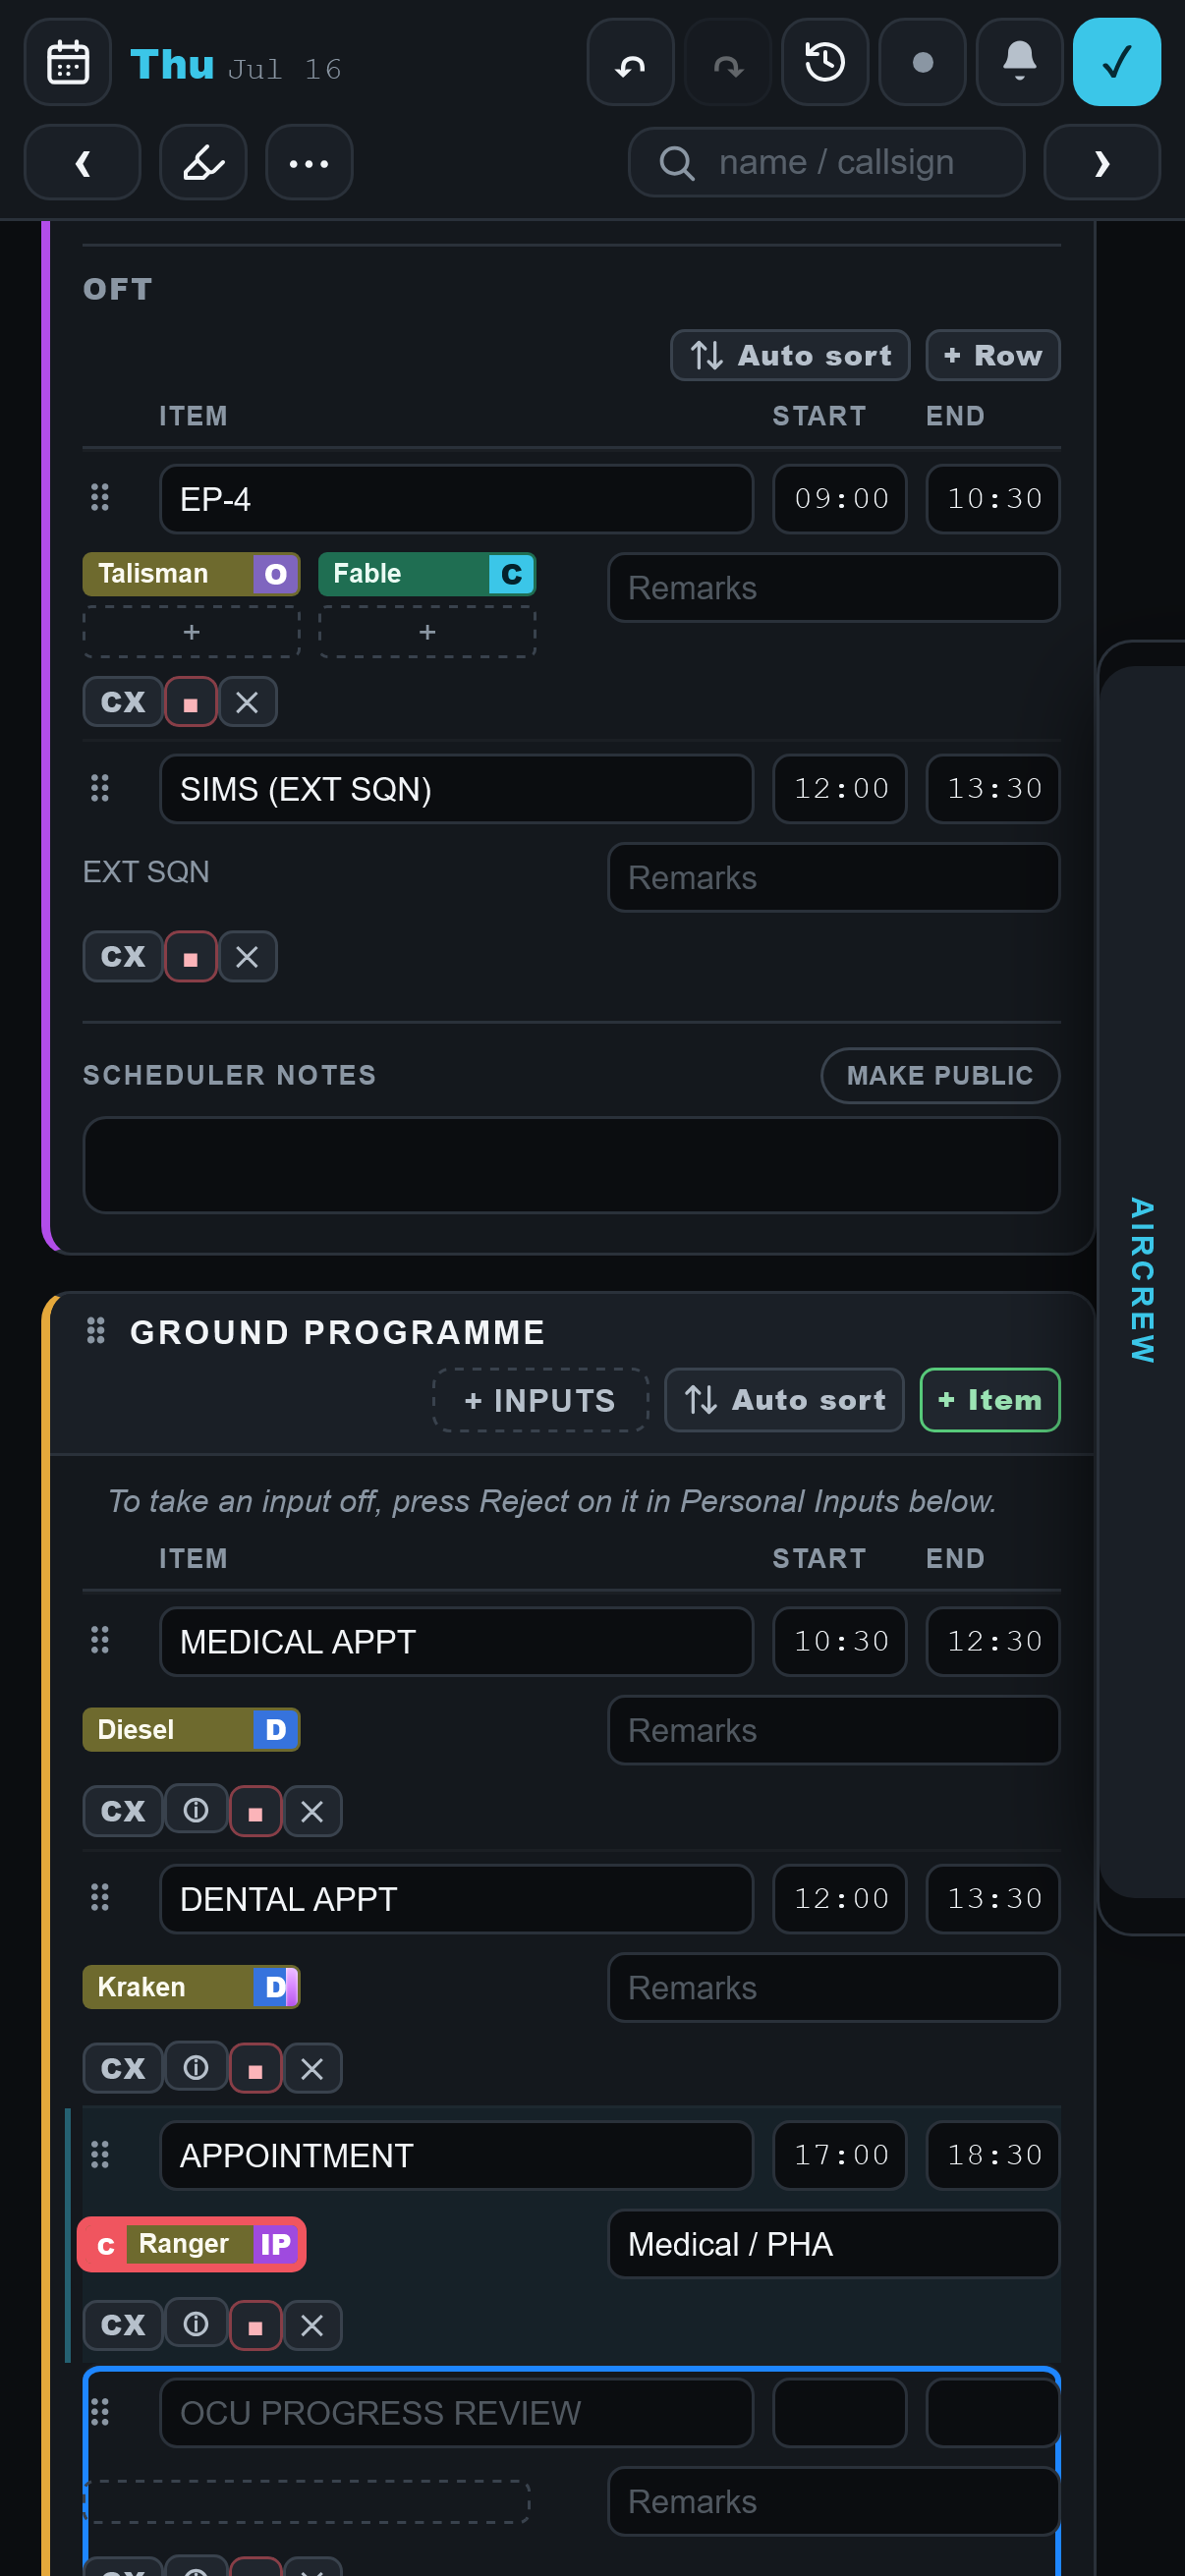 Thu Jul 16
name / callsign
OFT
Auto sort + Row
ITEM START END
EP-4 09:00 10:30
Talisman O Fable C Remarks
+ +
CX
SIMS (EXT SQN) 12:00 13:30
EXT SQN Remarks
CX
SCHEDULER NOTES MAKE PUBLIC
AIRCREW
GROUND PROGRAMME
+ INPUTS Auto sort + Item
To take an input off, press Reject on it in Personal Inputs below.
ITEM START END
MEDICAL APPT 10:30 12:30
Diesel D Remarks
CX
DENTAL APPT 12:00 13:30
Kraken D Remarks
CX
APPOINTMENT 17:00 18:30
c Ranger IP Medical / PHA
CX
OCU PROGRESS REVIEW
Remarks
CX